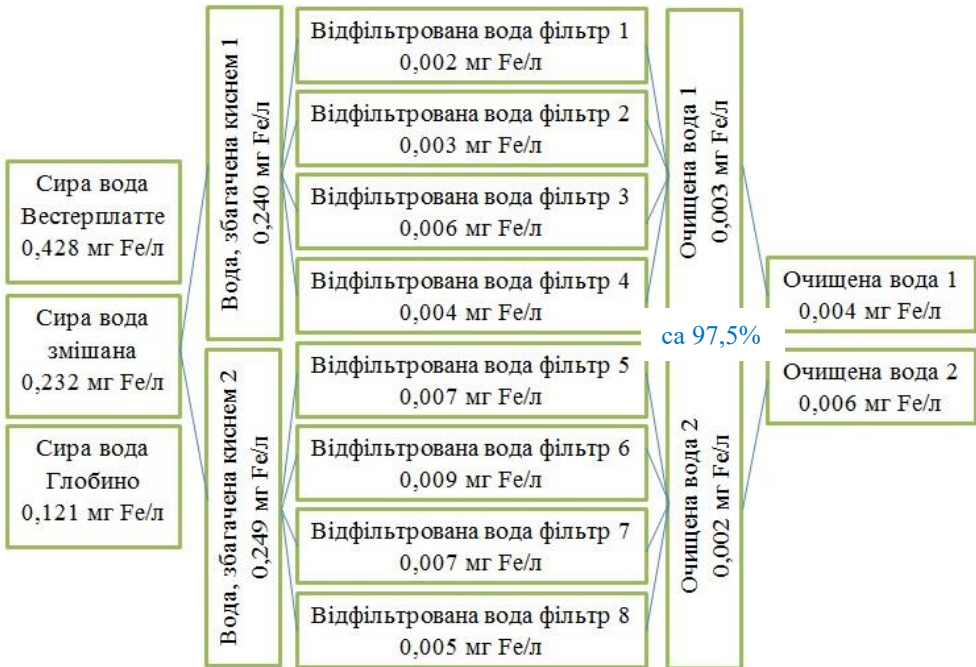 Сира вода
Вестерплатте
0,428 мг Fe/л
Сира вода
змішана
0,232 мг Fe/л
Сира вода
Глобино
0,121 мг Fe/л
Вода, збагачена киснем 1
0,240 мг Fe/л
Вода, збагачена киснем 2
0,249 мг Fe/л
Відфільтрована вода фільтр 1
0,002 мг Fe/л
Відфільтрована вода фільтр 2
0,003 мг Fe/л
Відфільтрована вода фільтр 3
0,006 мг Fe/л
Відфільтрована вода фільтр 4
0,004 мг Fe/л
Відфільтрована вода фільтр 5
0,007 мг Fe/л
Відфільтрована вода фільтр 6
0,009 мг Fe/л
Відфільтрована вода фільтр 7
0,007 мг Fe/л
Відфільтрована вода фільтр 8
0,005 мг Fe/л
Очищена вода 1
0,003 мг Fe/л
са 97,5%
Очищена вода 2
0,002 мг Fe/л
Очищена вода 1
0,004 мг Fe/л
Очищена вода 2
0,006 мг Fe/л